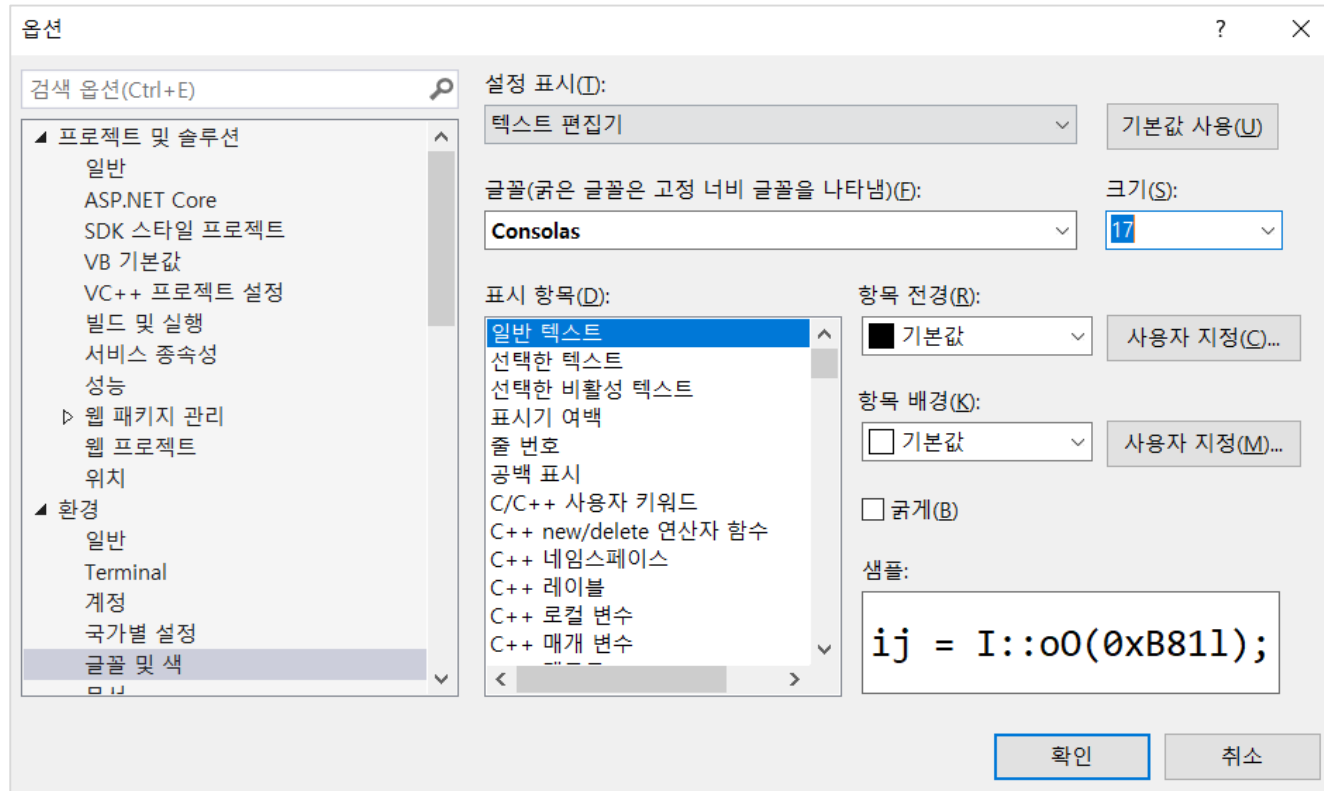 옵션
?
검색 옵션(Ctrl+E)
프로젝트 및 솔루션
일반
ASP.NET Core
SDK 스타일 프로젝트
VB 기본값
VC++ 프로젝트 설정
빌드 및 실행
서비스 종속성
성능
웹 패키지 관리
웹 프로젝트
위치
환경
일반
Terminal
계정
국가별 설정
글꼴 및 색
설정 표시(T):
텍스트 편집기
기본값 사용(U)
글꼴(굵은 글꼴은 고정 너비 글꼴을 나타냄)(F):
Consolas
크기(S):
17
표시 항목(D):
일반 텍스트
선택한 텍스트
선택한 비활성 텍스트
표시기 여백
줄 번호
공백 표시
C/C++ 사용자 키워드
C++ new/delete 연산자 함수
C++ 네임스페이스
C++ 레이블
C++ 로컬 변수
C++ 매개 변수
항목 전경(R):
기본값
사용자 지정(C)...
항목 배경(K):
기본값
사용자 지정(M)...
굵게(B)
샘플:
ij = I::oO(0xB81l);
확인
취소